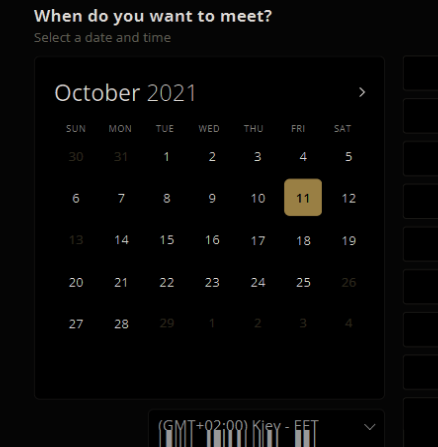 When do you want to meet?
Select a date and time
October 2021 >
SUN MON TUE WED THU FRI SAT
30 31 1 2 3 4 5
6 7 8 9 10 11 12
13 14 15 16 17 18 19
20 21 22 23 24 25 26
27 28 29 1 2 3 4
(GMT+02:00) Kiev - EET